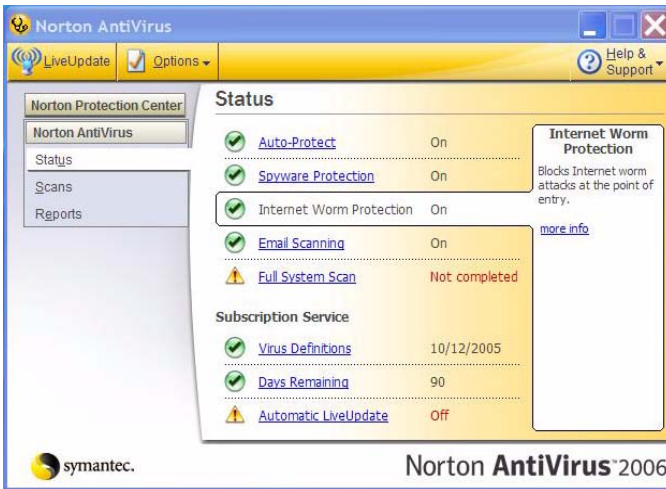 Norton AntiVirus
LiveUpdate
Options
Help & Support
Norton Protection Center
Norton AntiVirus
Status
Scans
Reports
Status
Auto-Protect On
Spyware Protection On
Internet Worm Protection On
Email Scanning On
Full System Scan Not completed
Subscription Service
Virus Definitions 10/12/2005
Days Remaining 90
Automatic LiveUpdate Off
Internet Worm
Protection
Blocks Internet worm
attacks at the point of
entry.
more info
symantec.
Norton AntiVirus™2006